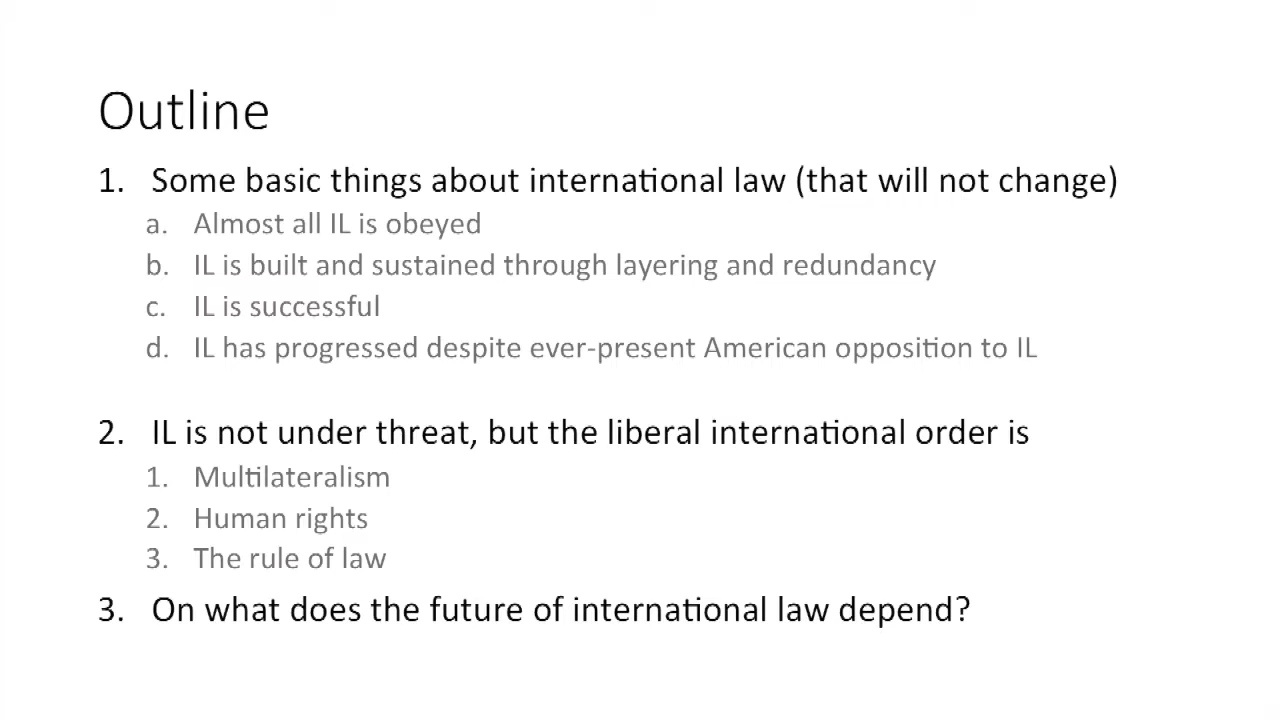 Outline
1. Some basic things about international law (that will not change)
a. Almost all IL is obeyed
b. IL is built and sustained through layering and redundancy
c. IL is successful
d. IL has progressed despite ever-present American opposition to IL
2. IL is not under threat, but the liberal international order is
1. Multilateralism
2. Human rights
3. The rule of law
3. On what does the future of international law depend?